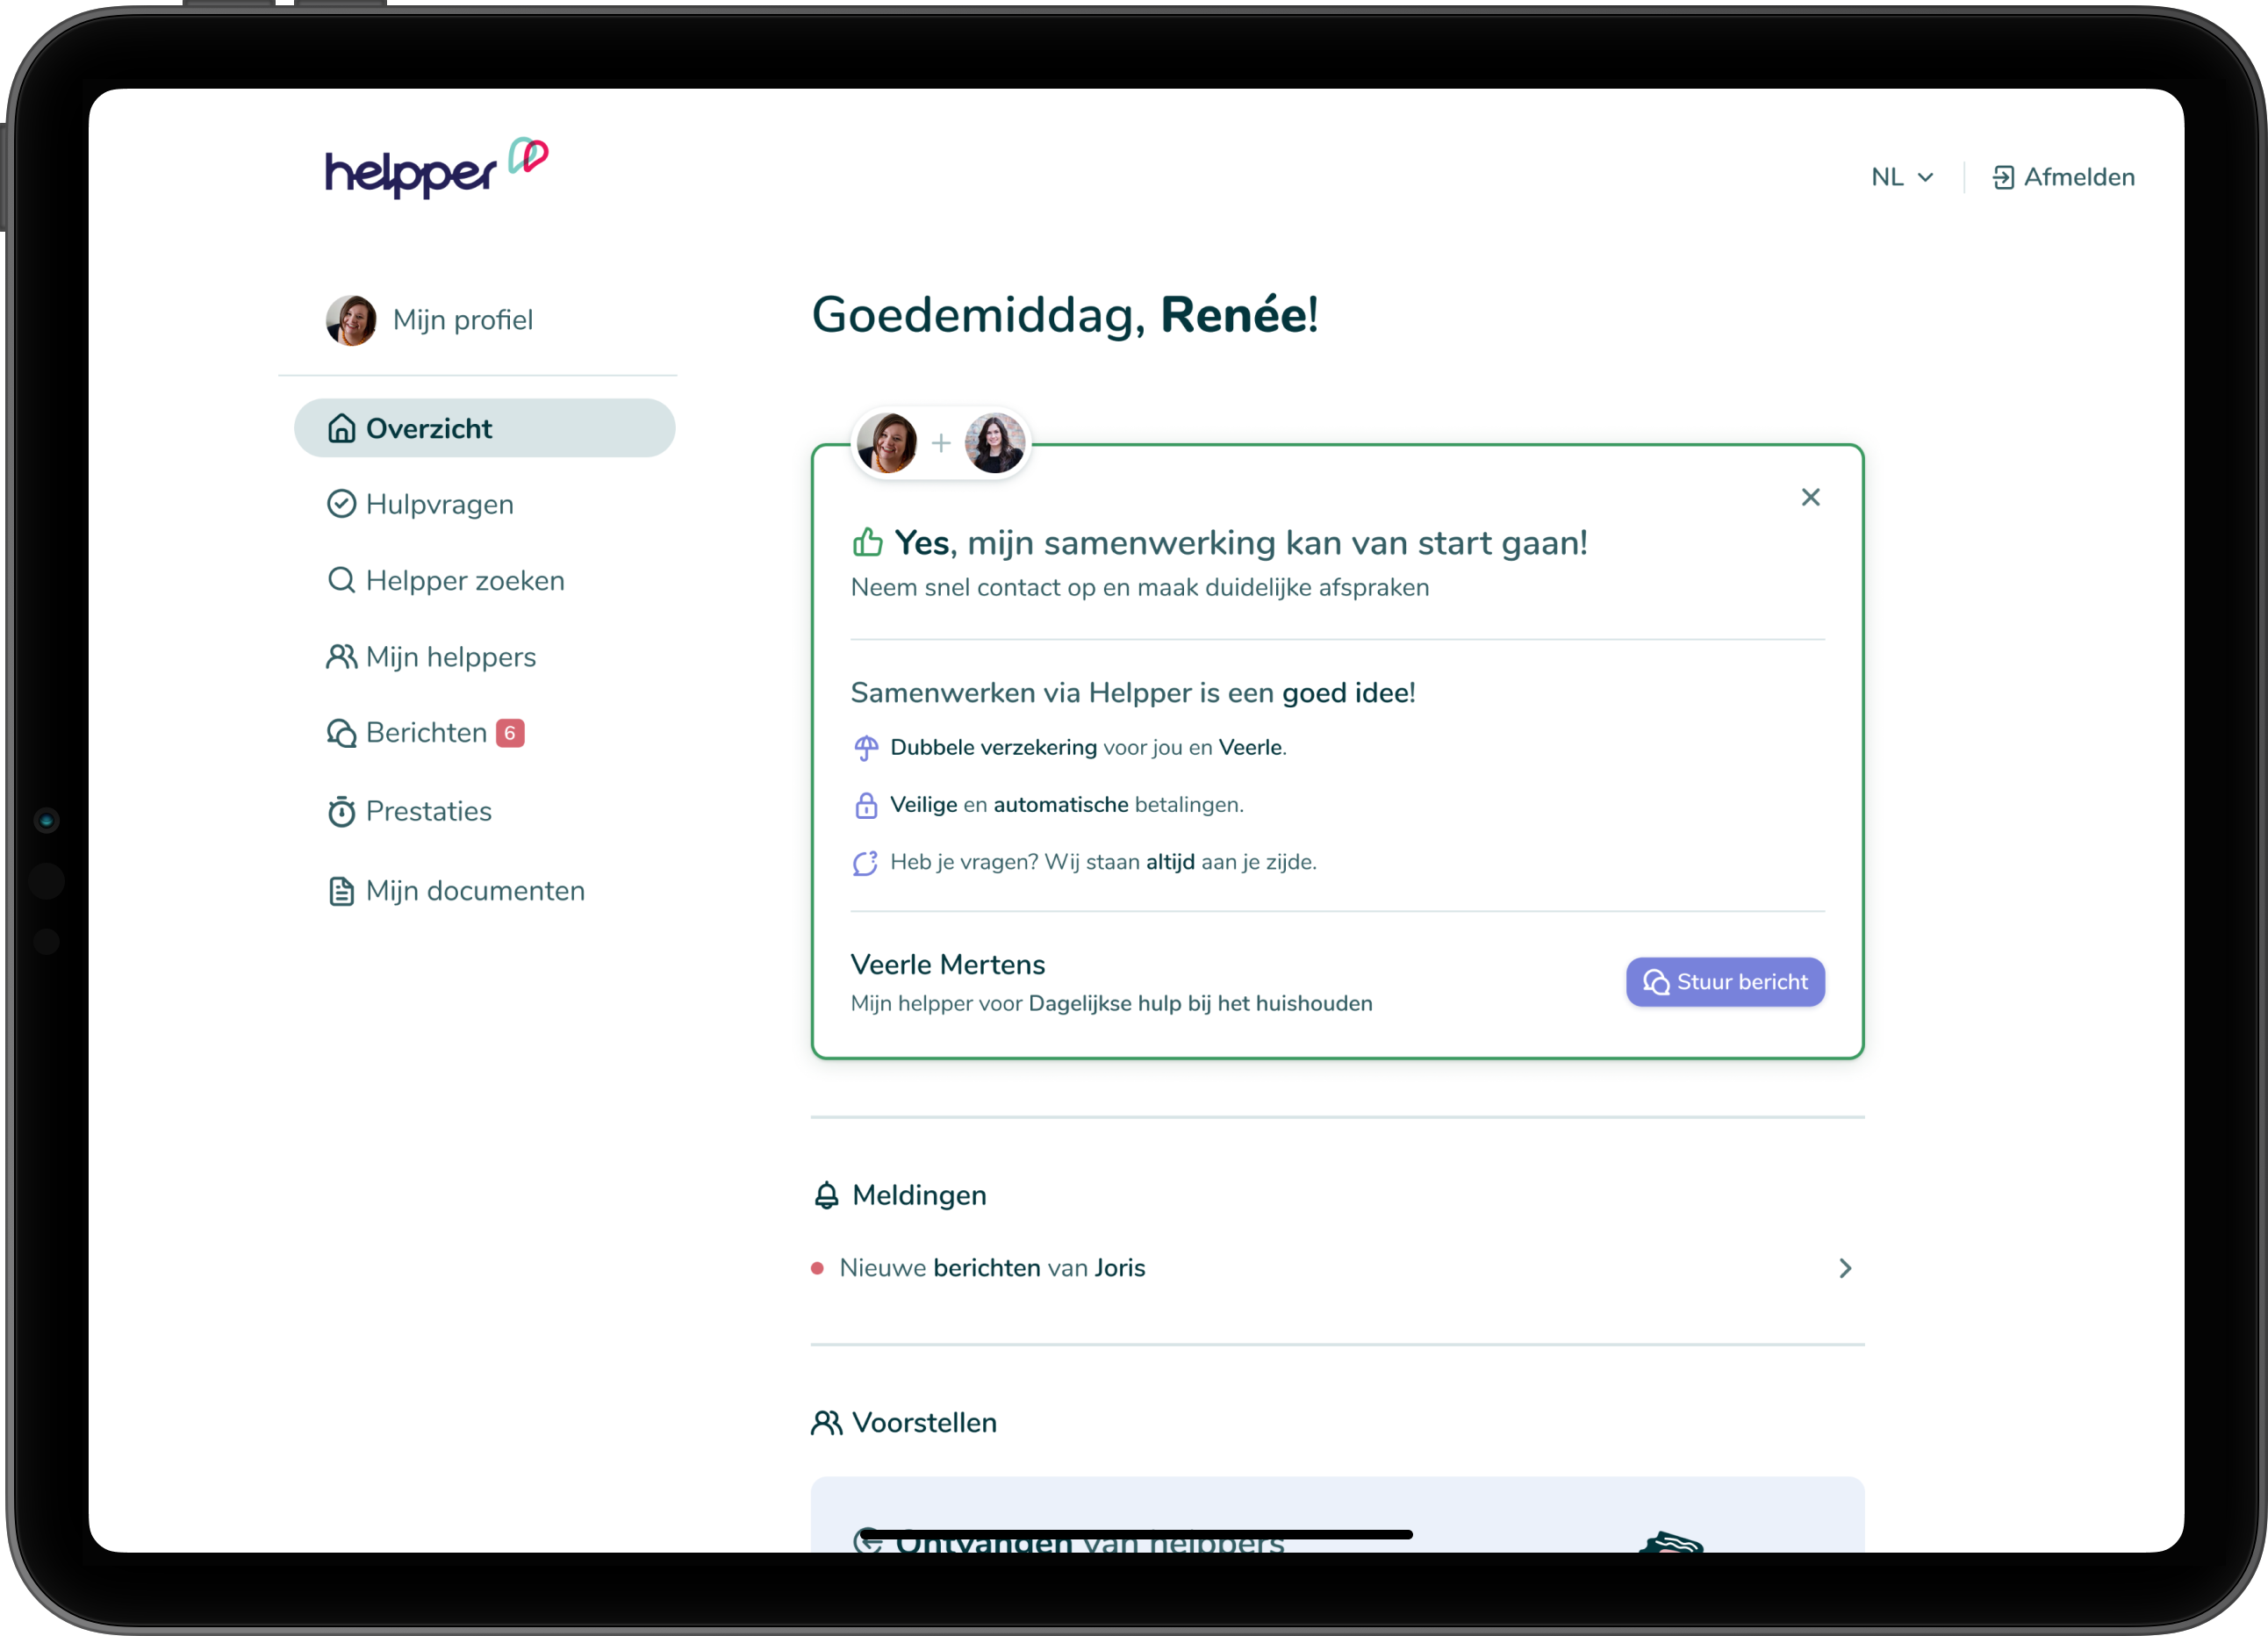 helpper
NL
Afmelden
Mijn profiel
Overzicht
Hulpvragen
Helpper zoeken
Mijn helppers
Berichten 6
Prestaties
Mijn documenten
Goedemiddag, Renée!
Yes, mijn samenwerking kan van start gaan!
Neem snel contact op en maak duidelijke afspraken
Samenwerken via Helpper is een goed idee!
Dubbele verzekering voor jou en Veerle.
Veilige en automatische betalingen.
Heb je vragen? Wij staan altijd aan je zijde.
Veerle Mertens
Mijn helpper voor Dagelijkse hulp bij het huishouden
Stuur bericht
Meldingen
Nieuwe berichten van Joris
Voorstellen
Ontvangen van helppers